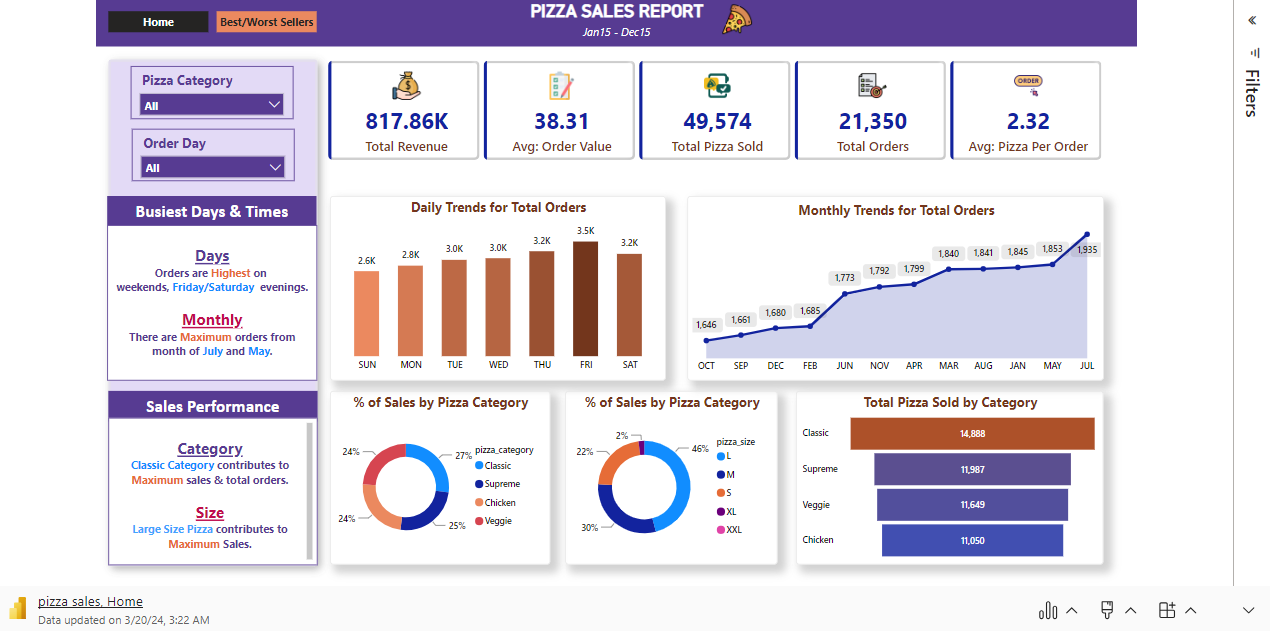 PIZZA SALES REPORT
Jan15 - Dec15
Home
Best/Worst Sellers
Filters
Pizza Category
All
Order Day
All
817.86K
Total Revenue
38.31
Avg: Order Value
49,574
Total Pizza Sold
21,350
Total Orders
ORDER
2.32
Avg: Pizza Per Order
Busiest Days & Times
Days
Orders are Highest on
weekends, Friday/Saturday evenings.
Monthly
There are Maximum orders from
month of July and May.
Daily Trends for Total Orders
2.6K
2.8K
3.0K
3.0K
3.2K
3.5K
3.2K
SUN MON TUE WED THU FRI SAT
Monthly Trends for Total Orders
1,646
1,661
1,680
1,685
1,773
1,792
1,799
1,840
1,841
1,845
1,853
1,935
OCT SEP DEC FEB JUN NOV APR MAR AUG JAN MAY JUL
Sales Performance
Category
Classic Category contributes to
Maximum sales & total orders.
Size
Large Size Pizza contributes to
Maximum Sales.
% of Sales by Pizza Category
27%
25%
24%
24%
pizza_category
Classic
Supreme
Chicken
Veggie
% of Sales by Pizza Category
46%
30%
22%
2%
pizza_size
L
M
S
XL
XXL
Total Pizza Sold by Category
Classic 14,888
Supreme 11,987
Veggie 11,649
Chicken 11,050
pizza sales, Home
Data updated on 3/20/24, 3:22 AM